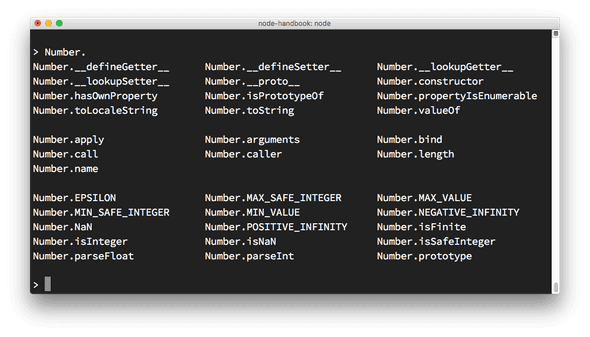 node-handbook: node
> Number.
Number.__defineGetter__ Number.__defineSetter__ Number.__lookupGetter__
Number.__lookupSetter__ Number.__proto__ Number.constructor
Number.hasOwnProperty Number.isPrototypeOf Number.propertyIsEnumerable
Number.toLocaleString Number.toString Number.valueOf
Number.apply Number.arguments Number.bind
Number.call Number.caller Number.length
Number.name
Number.EPSILON Number.MAX_SAFE_INTEGER Number.MAX_VALUE
Number.MIN_SAFE_INTEGER Number.MIN_VALUE Number.NEGATIVE_INFINITY
Number.NaN Number.POSITIVE_INFINITY Number.isFinite
Number.isInteger Number.isNaN Number.isSafeInteger
Number.parseFloat Number.parseInt Number.prototype
>